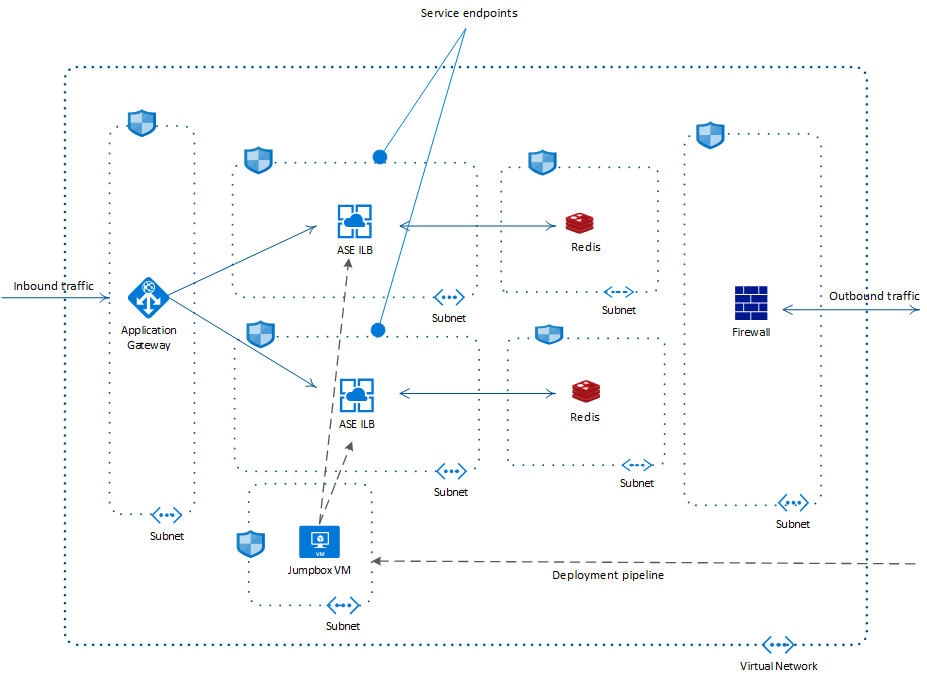 Service endpoints
ASE ILB
Redis
Inbound traffic
Outbound traffic
Subnet
Subnet
Application
Gateway
Firewall
ASE ILB
Redis
Subnet
Subnet
Subnet
Subnet
VM
Jumpbox VM
Deployment pipeline
Subnet
Virtual Network